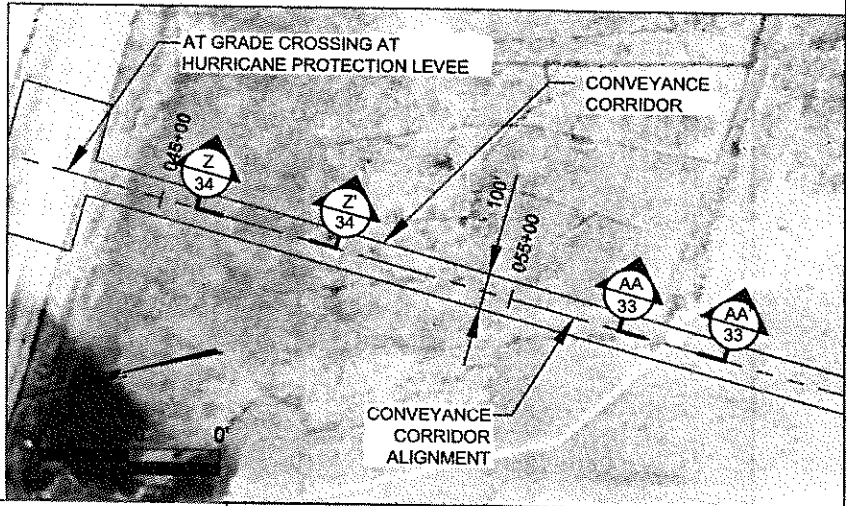 AT GRADE CROSSING AT
HURRICANE PROTECTION LEVEE
CONVEYANCE
CORRIDOR
045+00
Z
34
Z'
34
100'
055+00
AA
33
AA'
33
CONVEYANCE
CORRIDOR
ALIGNMENT
0'